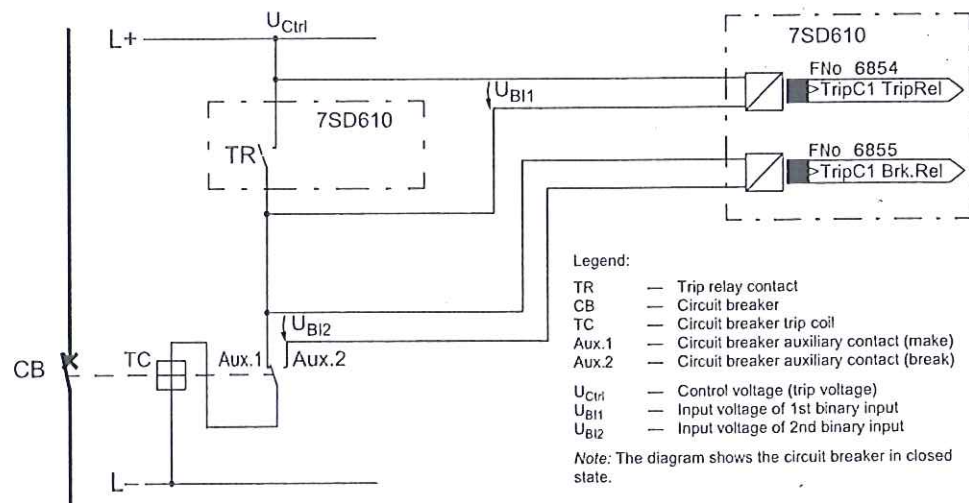 U_Ctrl
L+
7SD610
FNo 6854
>TripC1 TripRel
U_BI1
7SD610
TR
FNo 6855
>TripC1 Brk.Rel
U_BI2
CB
TC
Aux.1
Aux.2
L-
Legend:
TR — Trip relay contact
CB — Circuit breaker
TC — Circuit breaker trip coil
Aux.1 — Circuit breaker auxiliary contact (make)
Aux.2 — Circuit breaker auxiliary contact (break)
U_Ctrl — Control voltage (trip voltage)
U_BI1 — Input voltage of 1st binary input
U_BI2 — Input voltage of 2nd binary input
Note: The diagram shows the circuit breaker in closed
state.